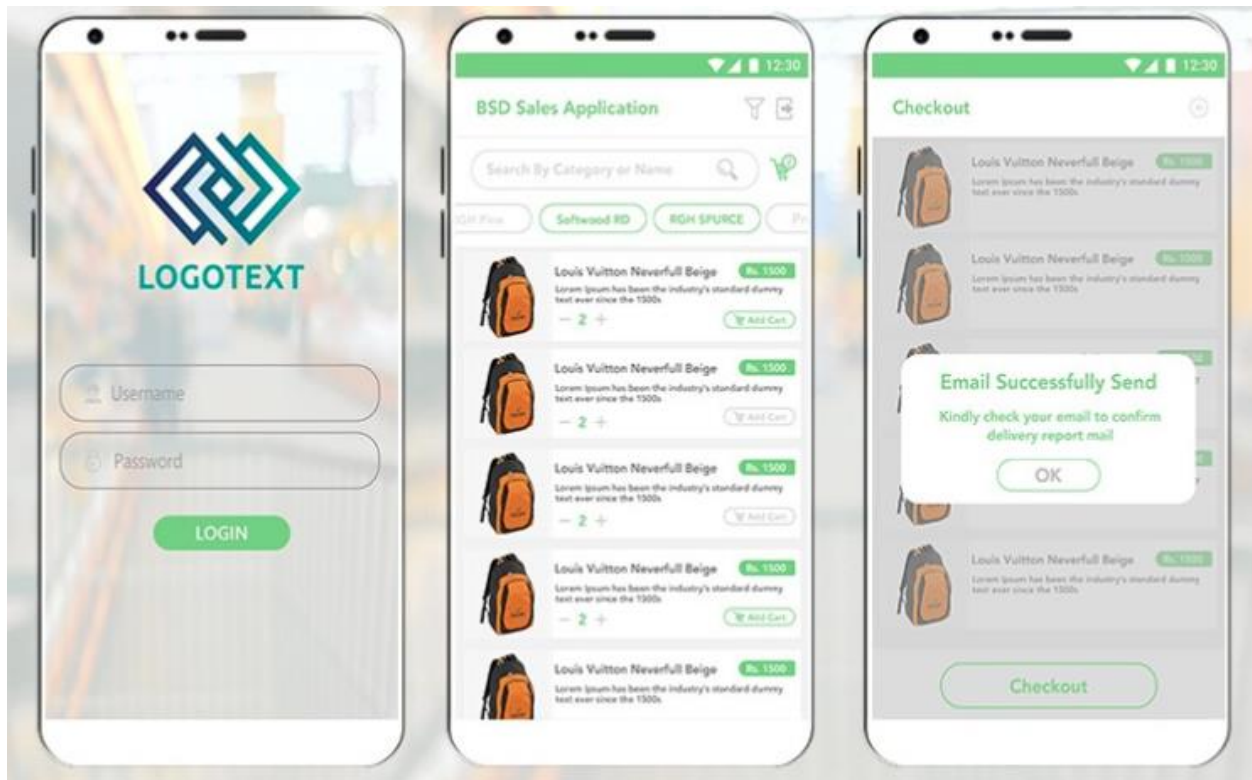 LOGOTEXT
Username
Password
LOGIN
12:30
BSD Sales Application
Search By Category or Name
Softwood RD
RGH SPURCE
Louis Vuitton Neverfull Beige
Rs. 1500
Lorem Ipsum has been the industry's standard dummy
text ever since the 1500s
2
Add Cart
Louis Vuitton Neverfull Beige
Rs. 1500
Lorem Ipsum has been the industry's standard dummy
text ever since the 1500s
2
Add Cart
Louis Vuitton Neverfull Beige
Rs. 1500
Lorem Ipsum has been the industry's standard dummy
text ever since the 1500s
2
Add Cart
Louis Vuitton Neverfull Beige
Rs. 1500
Lorem Ipsum has been the industry's standard dummy
text ever since the 1500s
2
Add Cart
Louis Vuitton Neverfull Beige
Rs. 1500
Lorem Ipsum has been the industry's standard dummy
text ever since the 1500s
12:30
Checkout
Louis Vuitton Neverfull Beige
Rs. 1500
Lorem Ipsum has been the industry's standard dummy
text ever since the 1500s
Louis Vuitton Neverfull Beige
Rs. 1500
Lorem Ipsum has been the industry's standard dummy
text ever since the 1500s
Email Successfully Send
Kindly check your email to confirm
delivery report mail
OK
Louis Vuitton Neverfull Beige
Rs. 1500
Lorem Ipsum has been the industry's standard dummy
text ever since the 1500s
Checkout